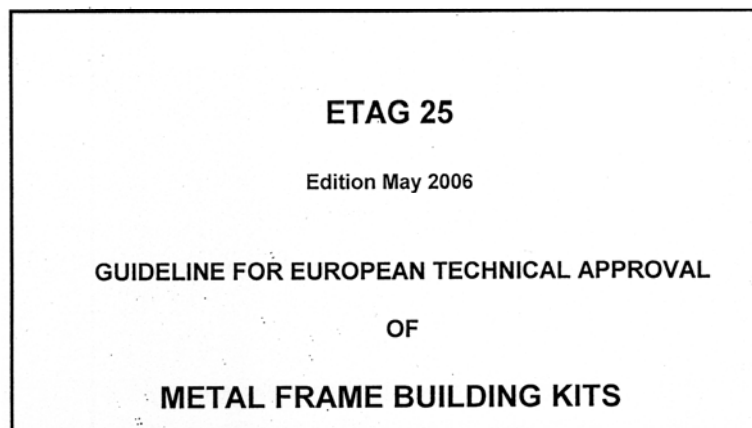 ETAG 25
Edition May 2006
GUIDELINE FOR EUROPEAN TECHNICAL APPROVAL
OF
METAL FRAME BUILDING KITS